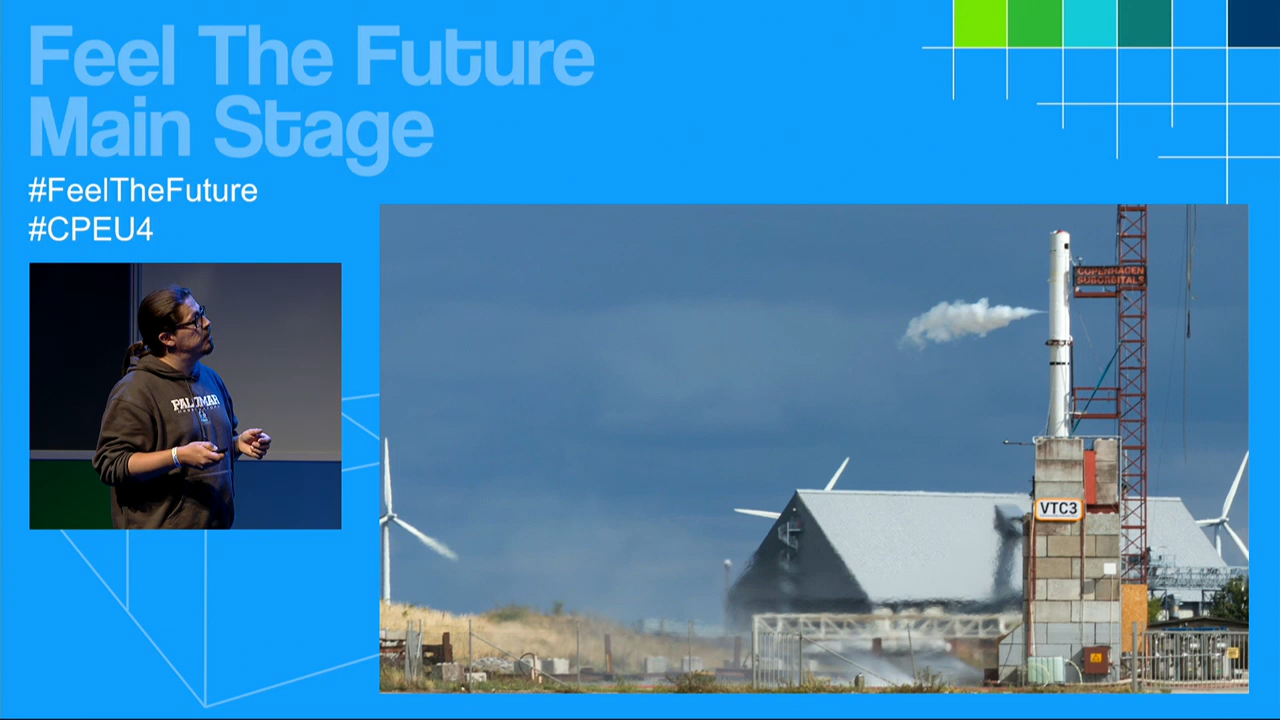 Feel The Future
Main Stage
#FeelTheFuture
#CPEU4
COPENHAGEN
SUBORBITALS
PALOMAR
VTC3